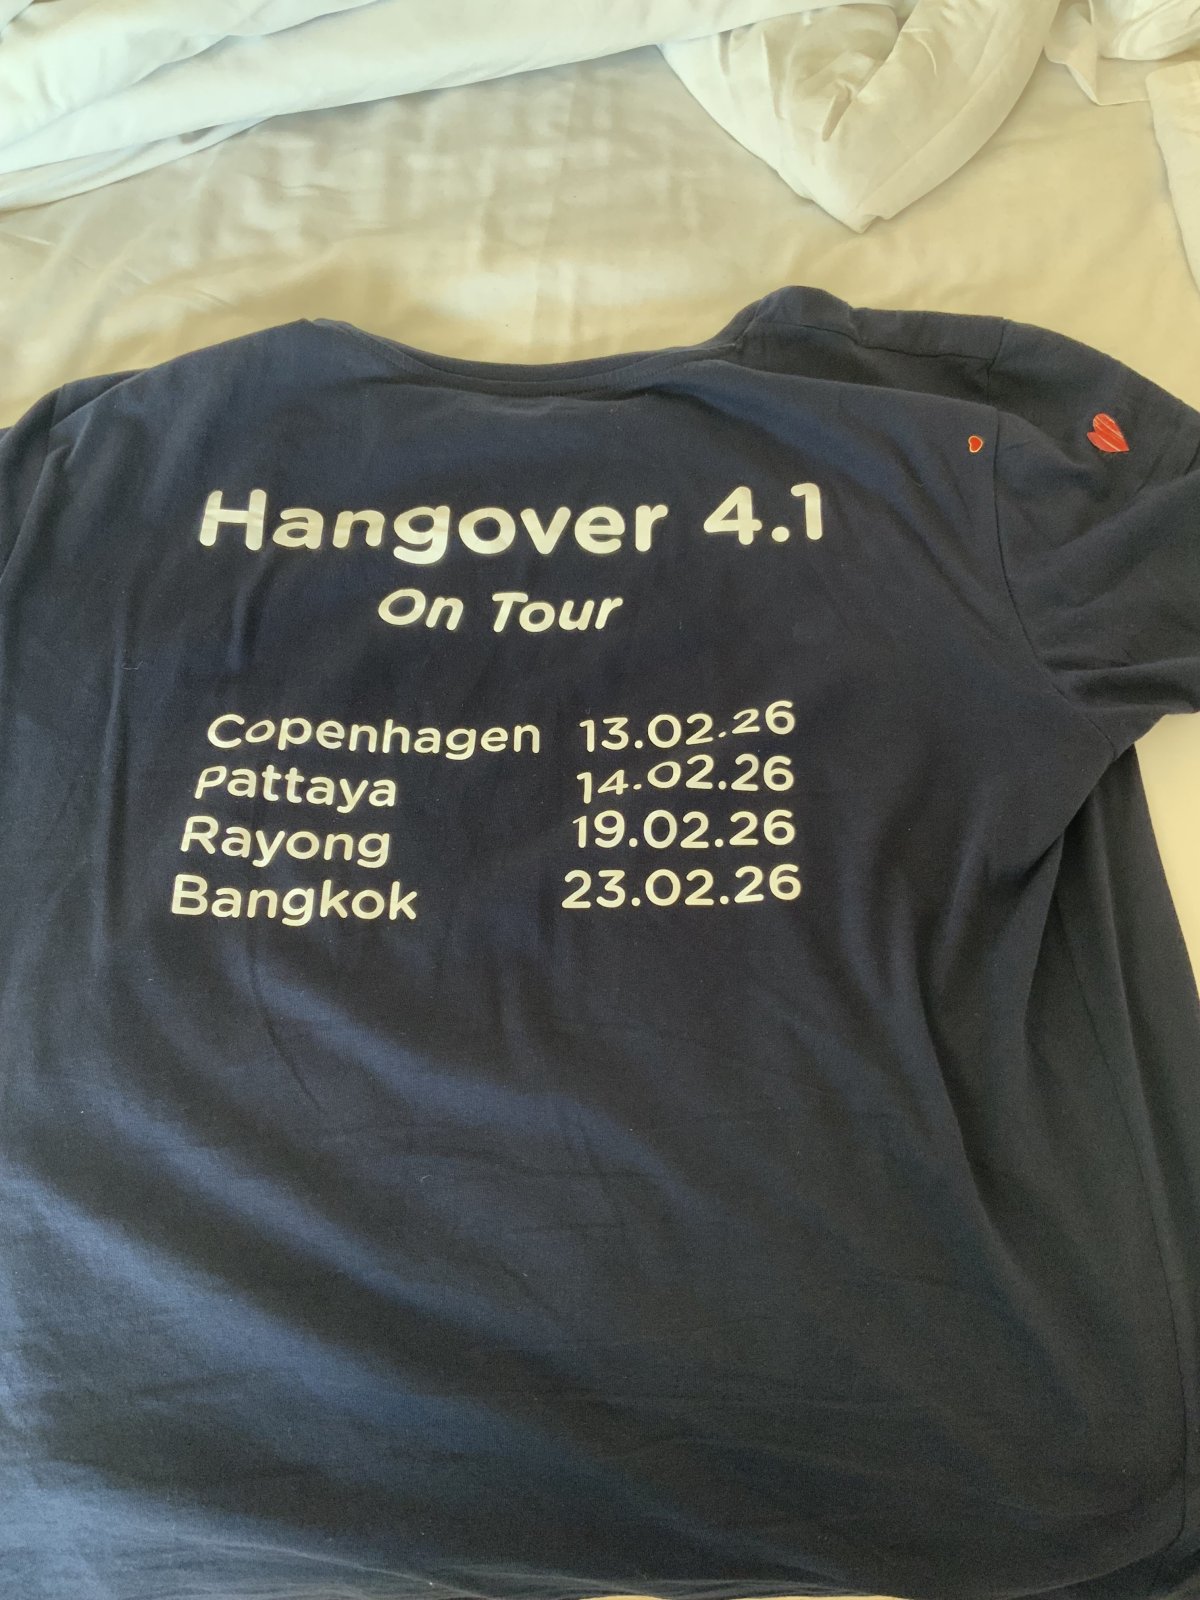 Hangover 4.1
On Tour
Copenhagen 13.02.26
Pattaya 14.02.26
Rayong 19.02.26
Bangkok 23.02.26